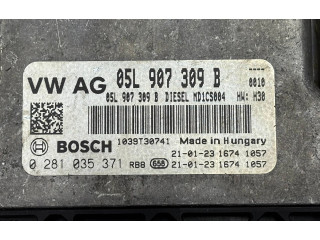 VW AG 05L 907 309 B
0010
05L 907 309 B DIESEL MD1CS004 HW: H30
BOSCH 1039T30741 Made in Hungary
0 281 035 371 RB8 658 21-01-23 1674 1057
21-01-23 1674 1057